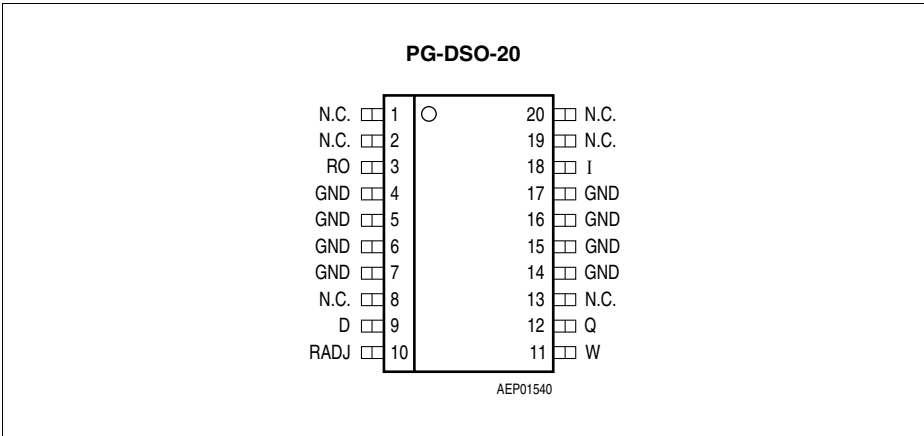 PG-DSO-20
N.C. 1 20 N.C.
N.C. 2 19 N.C.
RO 3 18 I
GND 4 17 GND
GND 5 16 GND
GND 6 15 GND
GND 7 14 GND
N.C. 8 13 N.C.
D 9 12 Q
RADJ 10 11 W
AEP01540